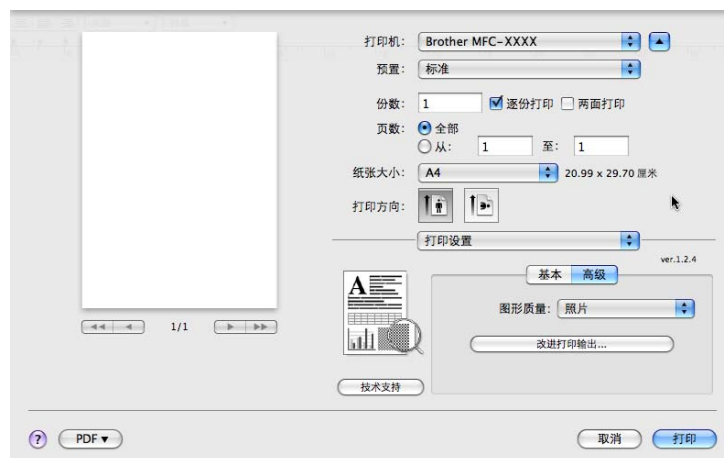 打印机: Brother MFC-XXXX
预置: 标准
份数: 1 逐份打印 两面打印
页数: 全部
从: 1 至: 1
纸张大小: A4 20.99 x 29.70 厘米
打印方向:
打印设置
ver.1.2.4
基本 高级
图形质量: 照片
改进打印输出...
A
技术支持
1/1
? PDF 取消 打印